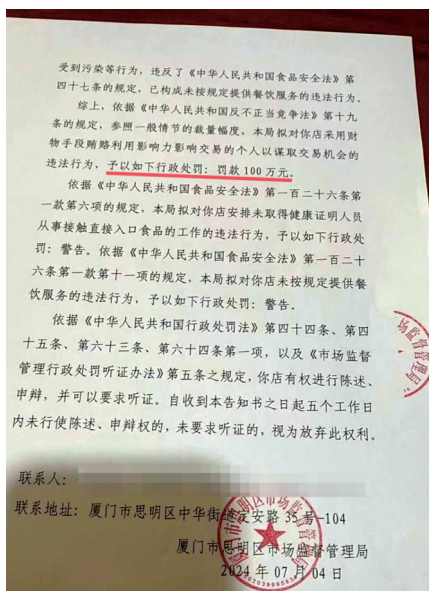 受到污染等行为，违反了《中华人民共和国食品安全法》第
四十七条的规定，已构成未按规定提供餐饮服务的违法行为。
综上，依据《中华人民共和国反不正当竞争法》第十九
条的规定，参照一般情节的裁量幅度，本局拟对你店采用财
物手段贿赂利用影响力影响交易的个人以谋取交易机会的
违法行为，予以如下行政处罚：罚款100万元。
依据《中华人民共和国食品安全法》第一百二十六条第
一款第六项的规定，本局拟对你店安排未取得健康证明人员
从事接触直接入口食品的工作的违法行为，予以如下行政处
罚：警告。依据《中华人民共和国食品安全法》第一百二十
六条第一款第十一项的规定，本局拟对你店未按规定提供餐
饮服务的违法行为，予以如下行政处罚：警告。
依据《中华人民共和国行政处罚法》第四十四条、第四
十五条、第六十三条、第六十四条第一项，以及《市场监督
管理行政处罚听证办法》第五条之规定，你店有权进行陈述、
申辩，并可以要求听证。自收到本告知书之日起五个工作日
内未行使陈述、申辩权的，未要求听证的，视为放弃此权利。
联系人：
联系地址：厦门市思明区中华街道定安路35号-104
厦门市思明区市场监督管理局
2024年07月04日